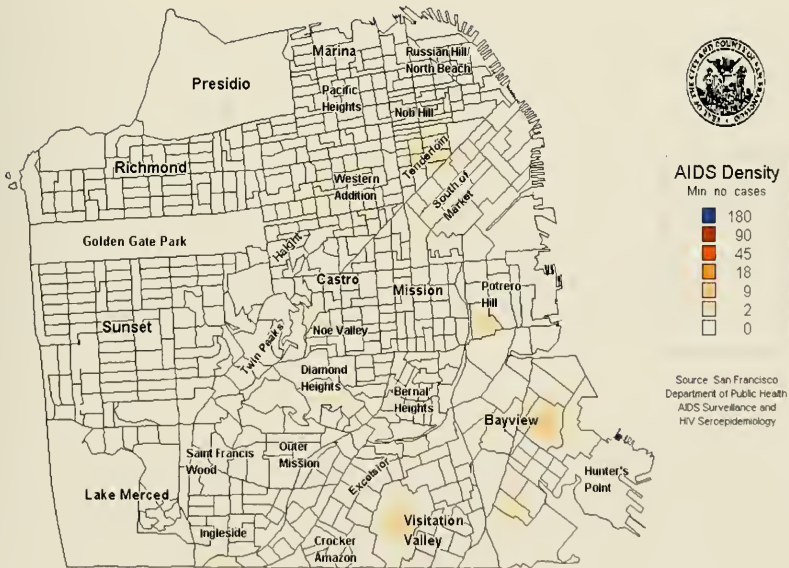 Marina
Russian Hill/
North Beach
Presidio
Pacific
Heights
Nob Hill
Richmond
Tenderloin
Western
Addition
South of
Market
Golden Gate Park
Haight
Castro
Mission
Potrero
Hill
Sunset
Noe Valley
Twin Peaks
Diamond
Heights
Bernal
Heights
Bayview
Saint Francis
Wood
Outer
Mission
Excelsior
Hunter's
Point
Lake Merced
Ingleside
Crocker
Amazon
Visitation
Valley
AIDS Density
Min no cases
180
90
45
18
9
2
0
Source San Francisco
Department of Public Health
AIDS Surveillance and
HIV Seroepidemiology